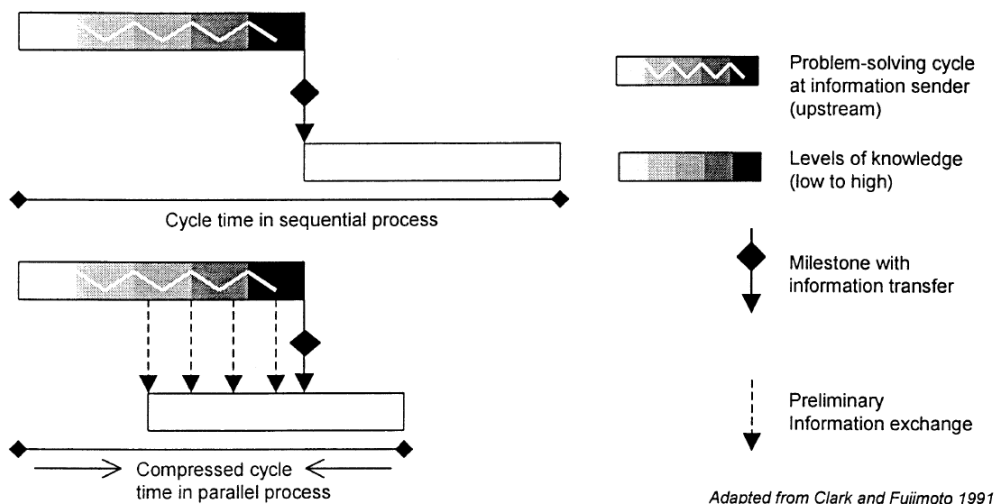 Cycle time in sequential process
Compressed cycle
time in parallel process
Problem-solving cycle
at information sender
(upstream)
Levels of knowledge
(low to high)
Milestone with
information transfer
Preliminary
Information exchange
Adapted from Clark and Fujimoto 1991